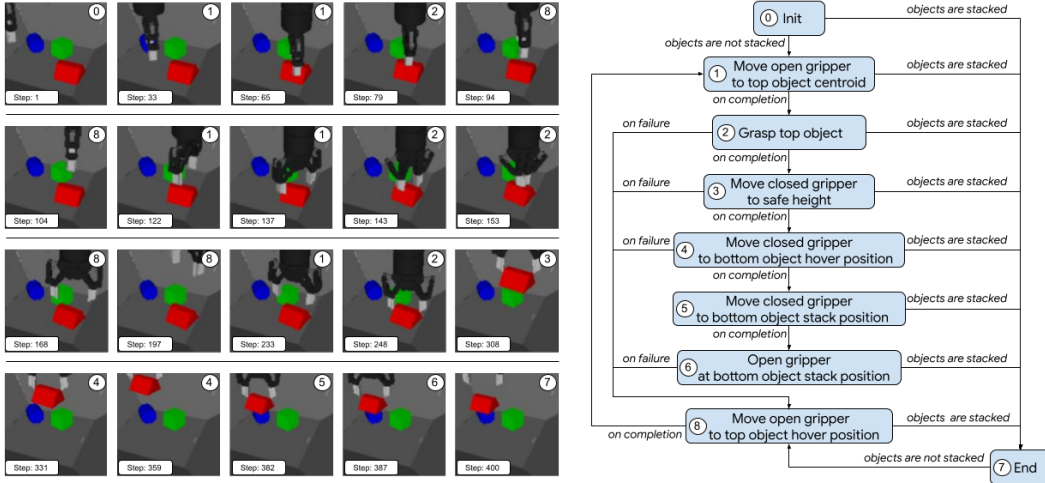 0
1
1
2
8
Step: 1
Step: 33
Step: 65
Step: 79
Step: 94
8
1
1
2
2
Step: 104
Step: 122
Step: 137
Step: 143
Step: 153
8
8
1
2
3
Step: 168
Step: 197
Step: 233
Step: 248
Step: 308
4
4
5
6
7
Step: 331
Step: 359
Step: 382
Step: 387
Step: 400
0 Init
objects are stacked
objects are not stacked
1 Move open gripper
to top object centroid
objects are stacked
on completion
on failure
2 Grasp top object
objects are stacked
on completion
on failure
3 Move closed gripper
to safe height
objects are stacked
on completion
on failure
4 Move closed gripper
to bottom object hover position
objects are stacked
on completion
5 Move closed gripper
to bottom object stack position
objects are stacked
on completion
on failure
6 Open gripper
at bottom object stack position
objects are stacked
8 Move open gripper
to top object hover position
objects are stacked
on completion
objects are not stacked
7 End